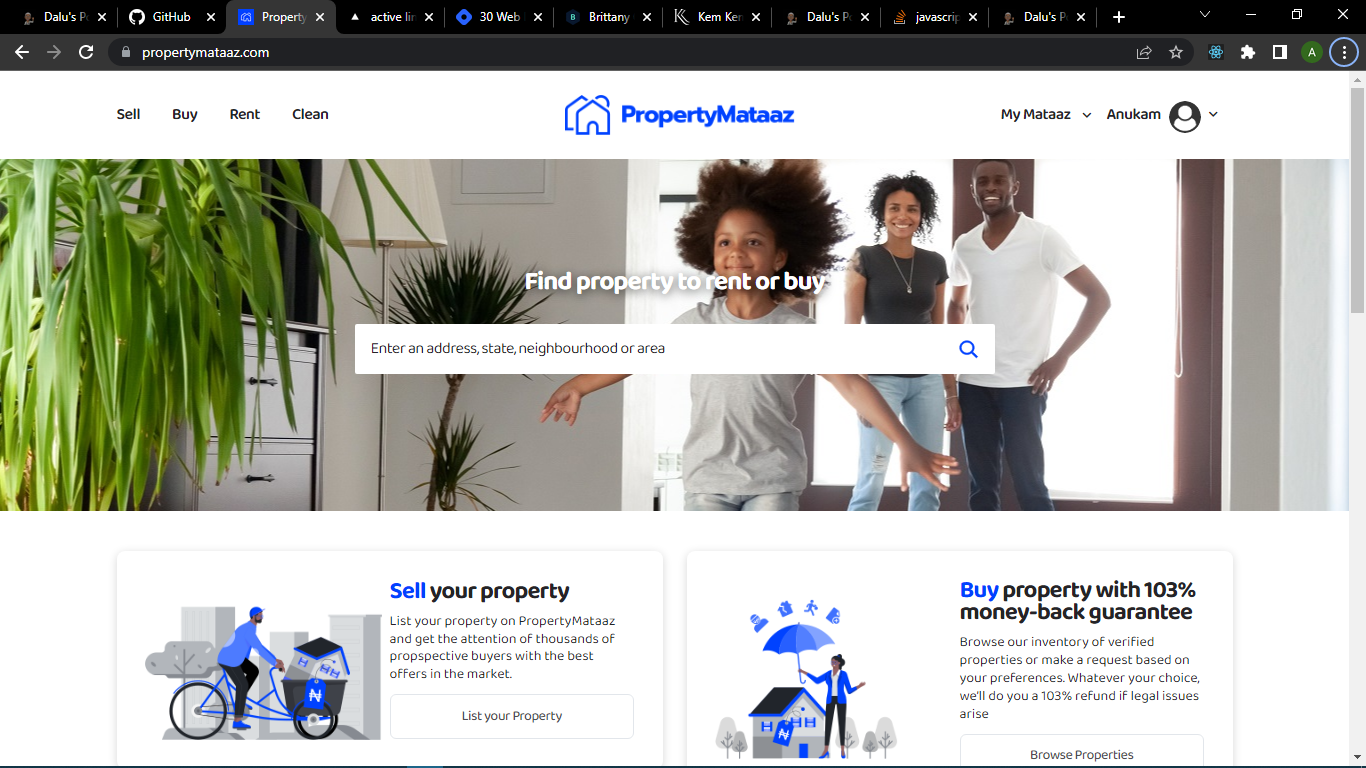 Dalu's Po
GitHub
Property
active lin
30 Web
Brittany
Kem Ken
Dalu's Po
javascrip
Dalu's Po
propertymataaz.com
A
Sell
Buy
Rent
Clean
PropertyMataaz
My Mataaz
Anukam
Find property to rent or buy
Enter an address, state, neighbourhood or area
Sell your property
List your property on PropertyMataaz
and get the attention of thousands of
propspective buyers with the best
offers in the market.
List your Property
Buy property with 103%
money-back guarantee
Browse our inventory of verified
properties or make a request based on
your preferences. Whatever your choice,
we'll do you a 103% refund if legal issues
arise
Browse Properties